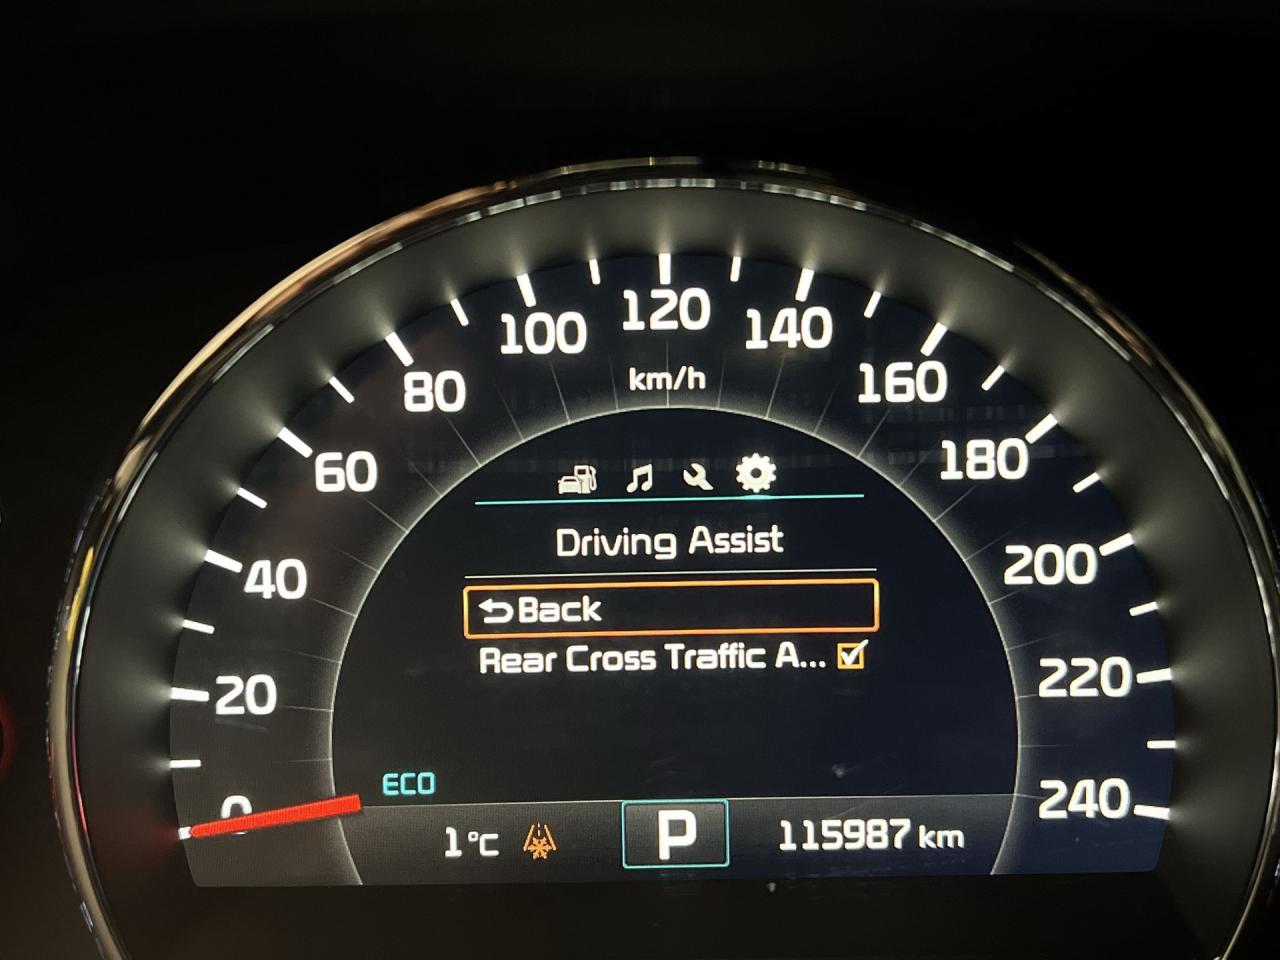 0
20
40
60
80
100
120
140
160
180
200
220
240
km/h
Driving Assist
Back
Rear Cross Traffic A...
ECO
1°C
P
115987 km